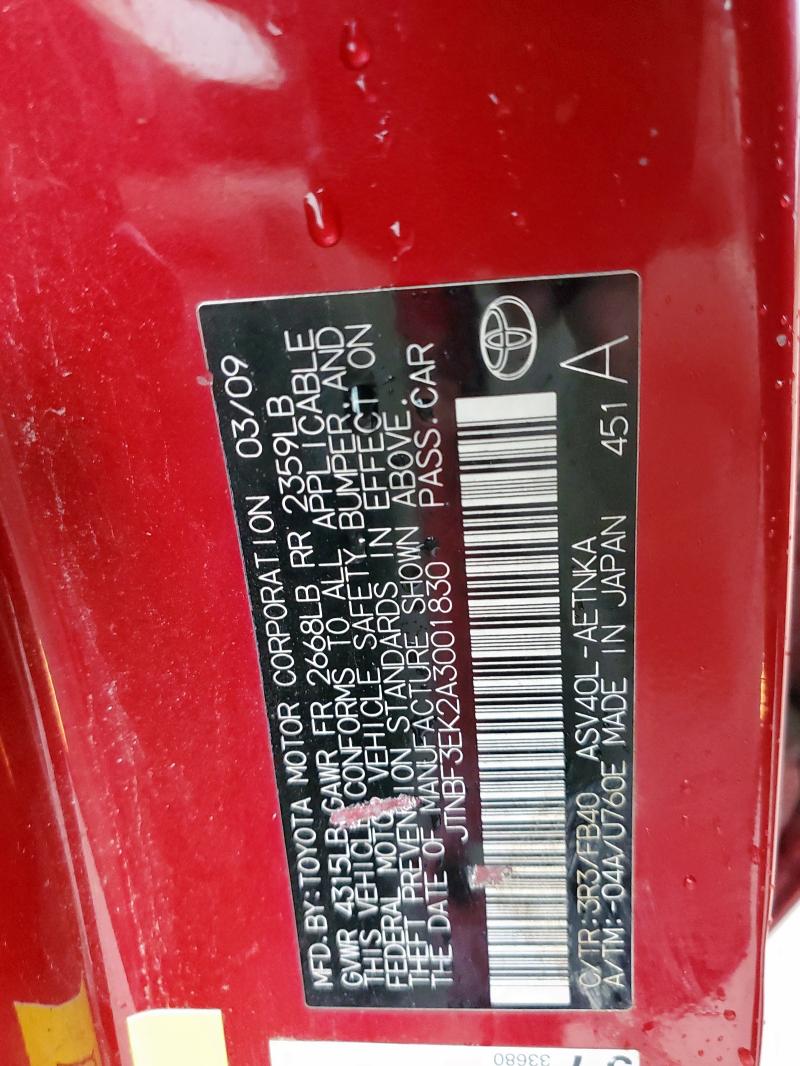 MFD. BY: TOYOTA MOTOR CORPORATION 03/09
GVWR 4315LB GAWR FR 2668LB RR 2359LB
THIS VEHICLE CONFORMS TO ALL APPLICABLE
FEDERAL MOTOR VEHICLE SAFETY, BUMPER, AND
THEFT PREVENTION STANDARDS IN EFFECT ON
THE DATE OF MANUFACTURE SHOWN ABOVE.
JTNBF3EK2A3001830 PASS.CAR
C/TR:3R3/FB40 ASV40L-AETNKA
A/TM:-04A/U760E MADE IN JAPAN 451 A
33680